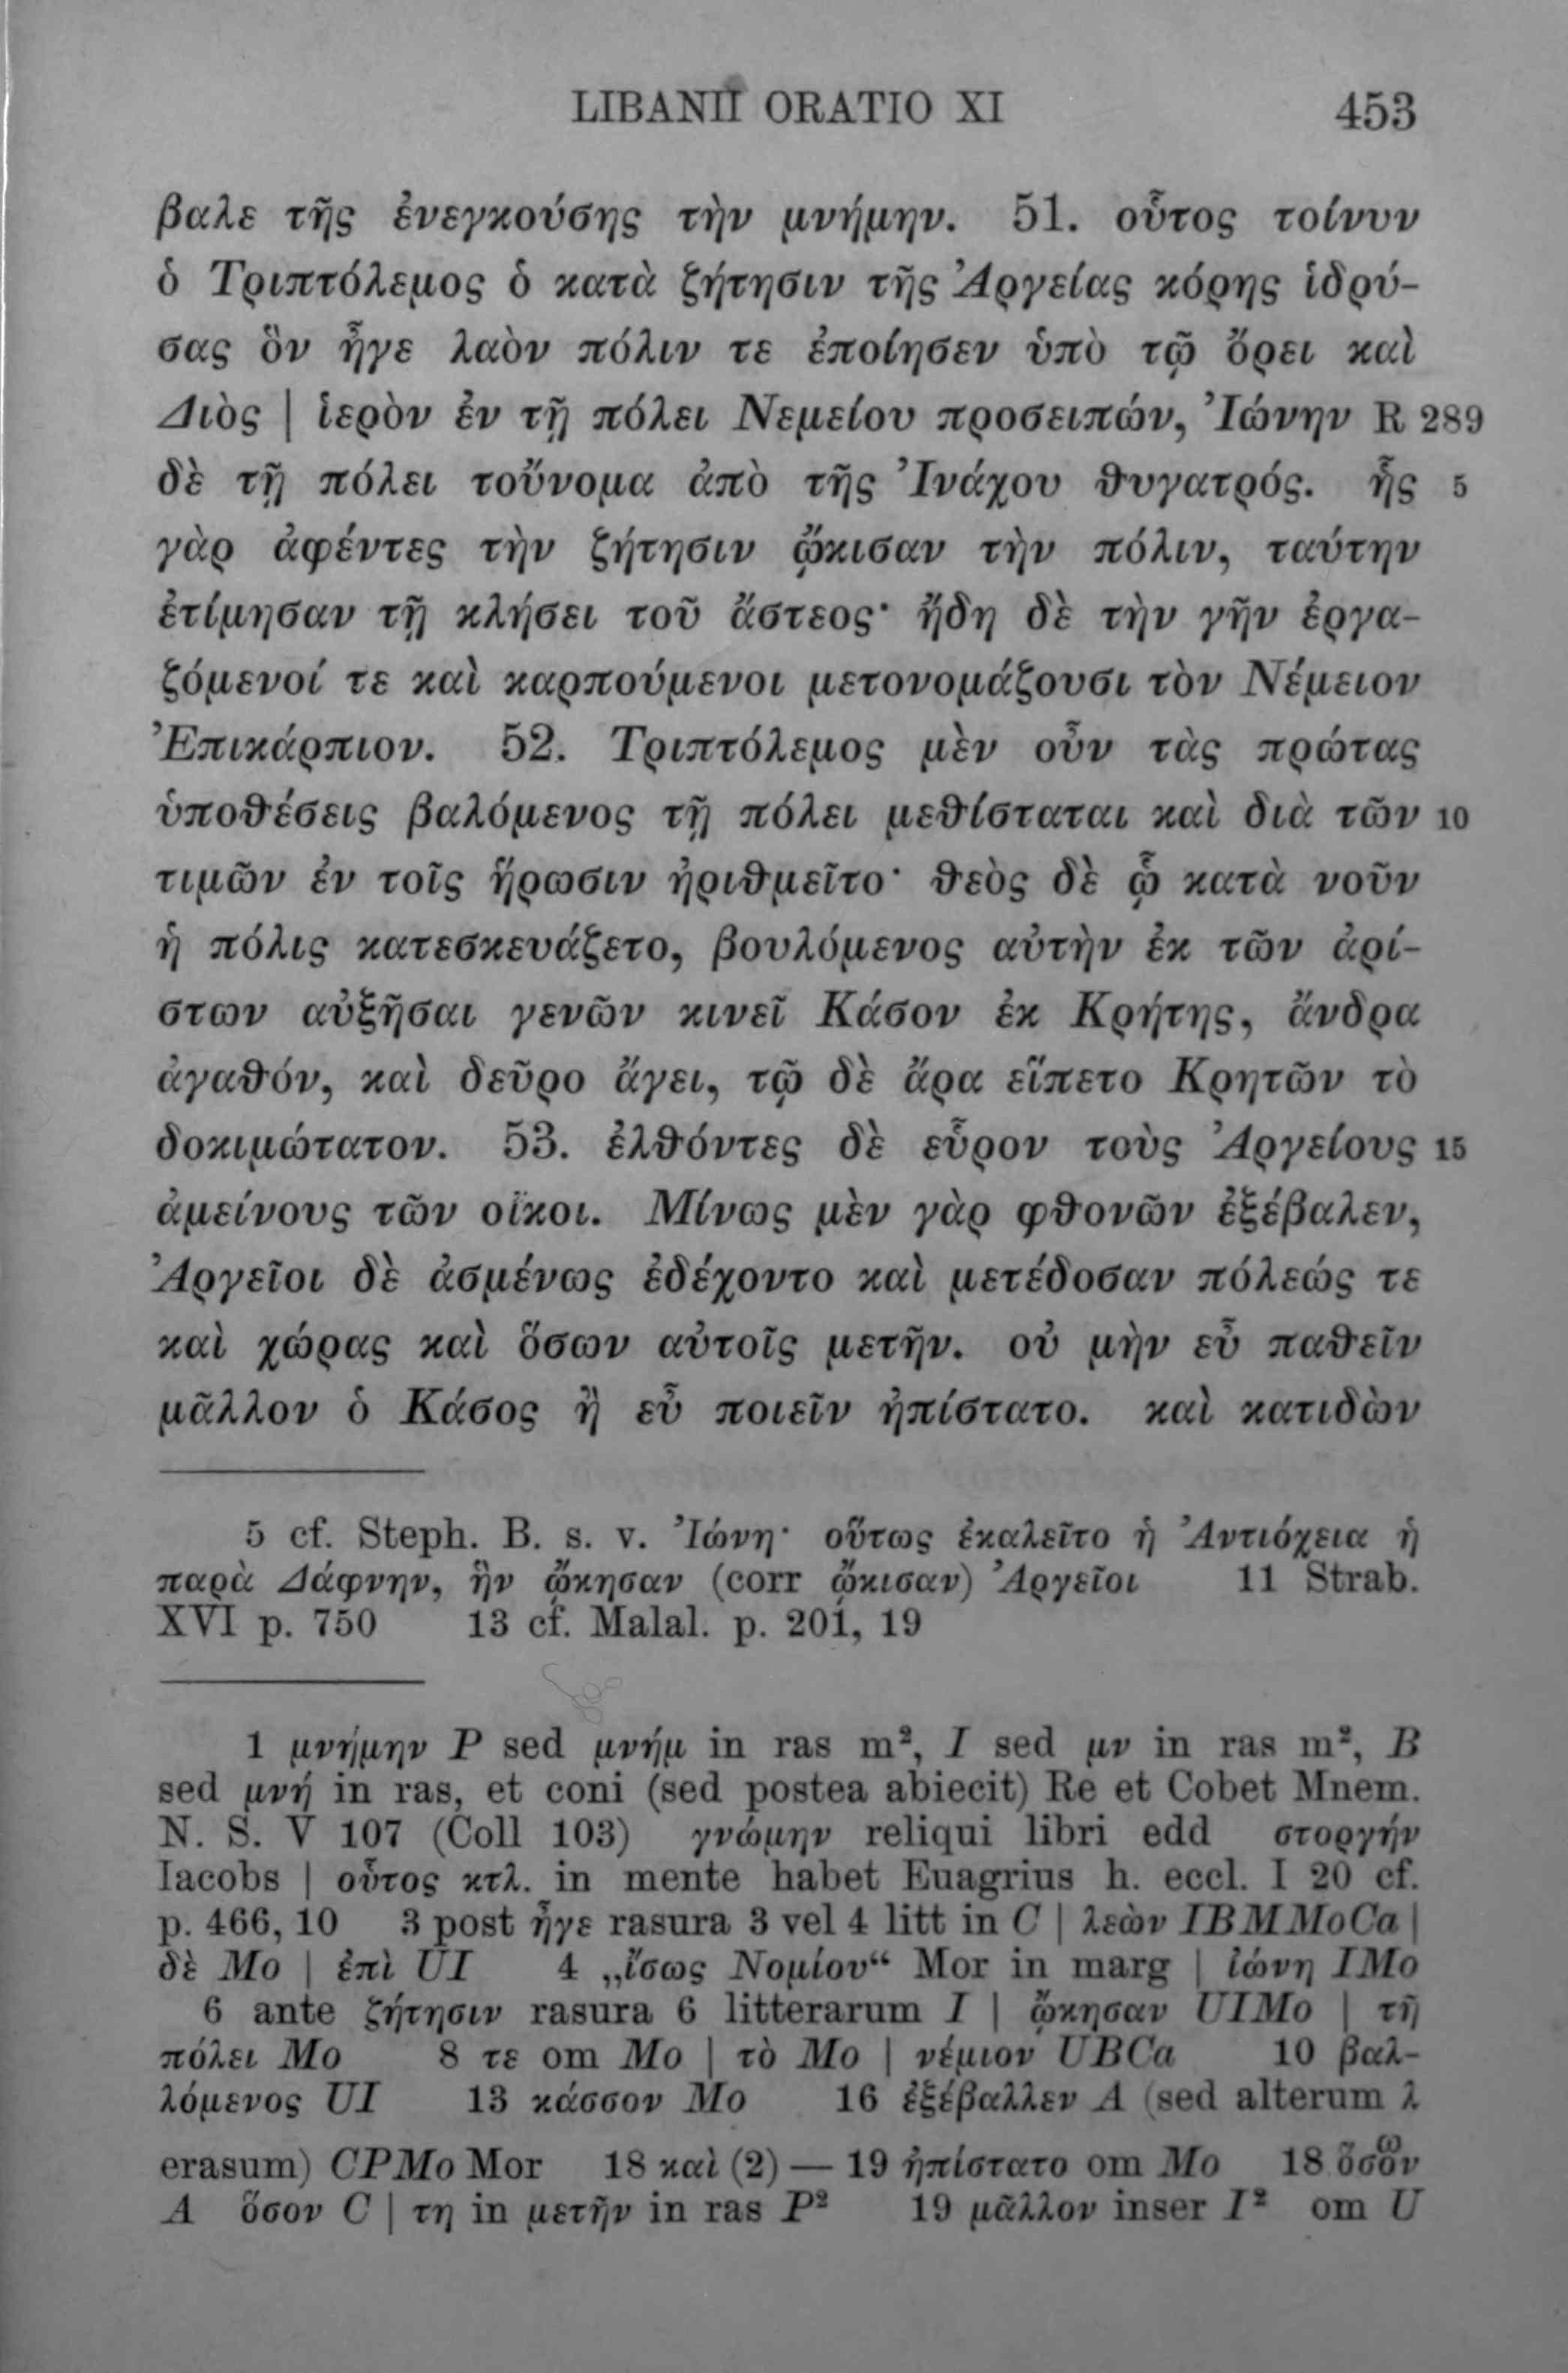 LIBANII ORATIO XI 453
βαλε τῆς ἐνεγκούσης τὴν μνήμην. 51. οὗτος τοίνυν
ὁ Τριπτόλεμος ὁ κατὰ ζήτησιν τῆς Ἀργείας κόρης ἱδρύ-
σας ὃν ἦγε λαὸν πόλιν τε ἐποίησεν ὑπὸ τῷ ὄρει καὶ
Διὸς | ἱερὸν ἐν τῇ πόλει Νεμείου προσειπών, Ἰώνην R 289
δὲ τῇ πόλει τοὔνομα ἀπὸ τῆς Ἰνάχου θυγατρός. ἧς 5
γὰρ ἀφέντες τὴν ζήτησιν ᾤκισαν τὴν πόλιν, ταύτην
ἐτίμησαν τῇ κλήσει τοῦ ἄστεος· ἤδη δὲ τὴν γῆν ἐργα-
ζόμενοί τε καὶ καρπούμενοι μετονομάζουσι τὸν Νέμειον
Ἐπικάρπιον. 52. Τριπτόλεμος μὲν οὖν τὰς πρώτας
ὑποθέσεις βαλόμενος τῇ πόλει μεθίσταται καὶ διὰ τῶν 10
τιμῶν ἐν τοῖς ἥρωσιν ἠριθμεῖτο· θεὸς δὲ ᾧ κατὰ νοῦν
ἡ πόλις κατεσκευάζετο, βουλόμενος αὐτὴν ἐκ τῶν ἀρί-
στων αὐξῆσαι γενῶν κινεῖ Κάσον ἐκ Κρήτης, ἄνδρα
ἀγαθόν, καὶ δεῦρο ἄγει, τῷ δὲ ἄρα εἵπετο Κρητῶν τὸ
δοκιμώτατον. 53. ἐλθόντες δὲ εὗρον τοὺς Ἀργείους 15
ἀμείνους τῶν οἴκοι. Μίνως μὲν γὰρ φθονῶν ἐξέβαλεν,
Ἀργεῖοι δὲ ἀσμένως ἐδέχοντο καὶ μετέδοσαν πόλεώς τε
καὶ χώρας καὶ ὅσων αὐτοῖς μετῆν. οὐ μὴν εὖ παθεῖν
μᾶλλον ὁ Κάσος ἢ εὖ ποιεῖν ἠπίστατο. καὶ κατιδὼν
5 cf. Steph. B. s. v. Ἰώνη· οὕτως ἐκαλεῖτο ἡ Ἀντιόχεια ἡ
παρὰ Δάφνην, ἣν ᾤκησαν (corr ᾤκισαν) Ἀργεῖοι 11 Strab.
XVI p. 750 13 cf. Malal. p. 201, 19
1 μνήμην P sed μνήμ in ras m², I sed μν in ras m², B
sed μνή in ras, et coni (sed postea abiecit) Re et Cobet Mnem.
N. S. V 107 (Coll 103) γνώμην reliqui libri edd στοργήν
Iacobs | οὗτος κτλ. in mente habet Euagrius h. eccl. I 20 cf.
p. 466, 10 3 post ἦγε rasura 3 vel 4 litt in C | λεὼν IBMMoCa |
δὲ Mo | ἐπὶ UI 4 „ἴσως Νομίου“ Mor in marg | ἰώνη IMo
6 ante ζήτησιν rasura 6 litterarum I | ᾤκησαν UIMo | τῇ
πόλει Mo 8 τε om Mo | τὸ Mo | νέμιον UBCa 10 βαλ-
λόμενος UI 13 κάσσον Mo 16 ἐξέβαλλεν A (sed alterum λ
erasum) CPMo Mor 18 καὶ (2) — 19 ἠπίστατο om Mo 18 ὅσο͂ων
A ὅσον C | τη in μετῆν in ras P² 19 μᾶλλον inser I² om U